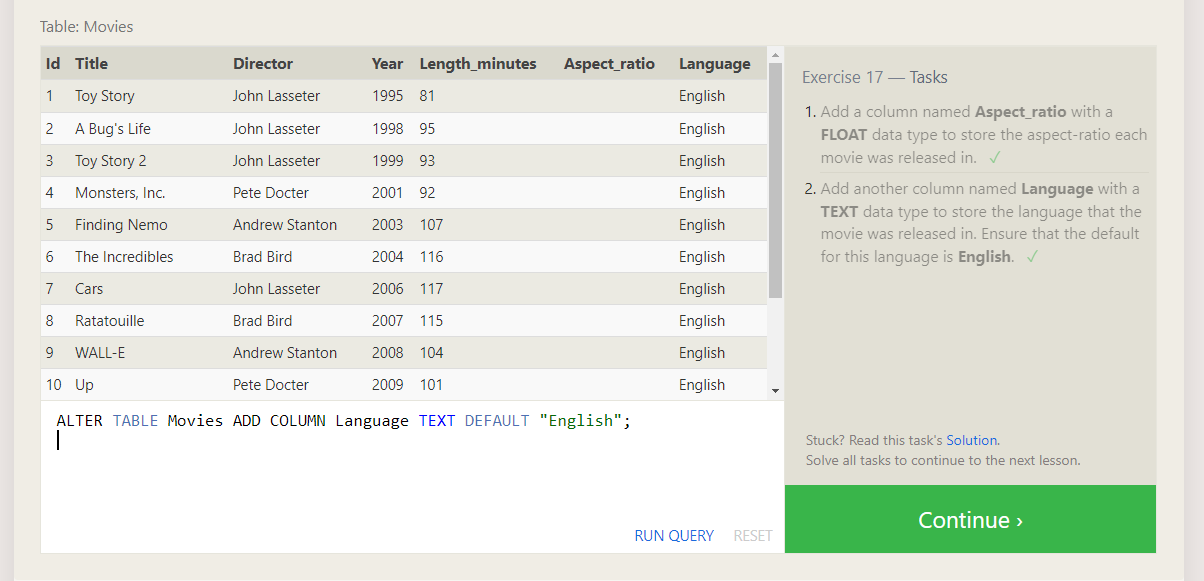 Table: Movies
Id Title Director Year Length_minutes Aspect_ratio Language
1 Toy Story John Lasseter 1995 81 English
2 A Bug's Life John Lasseter 1998 95 English
3 Toy Story 2 John Lasseter 1999 93 English
4 Monsters, Inc. Pete Docter 2001 92 English
5 Finding Nemo Andrew Stanton 2003 107 English
6 The Incredibles Brad Bird 2004 116 English
7 Cars John Lasseter 2006 117 English
8 Ratatouille Brad Bird 2007 115 English
9 WALL-E Andrew Stanton 2008 104 English
10 Up Pete Docter 2009 101 English
ALTER TABLE Movies ADD COLUMN Language TEXT DEFAULT "English";
RUN QUERY RESET
Exercise 17 — Tasks
1. Add a column named Aspect_ratio with a
FLOAT data type to store the aspect-ratio each
movie was released in. ✓
2. Add another column named Language with a
TEXT data type to store the language that the
movie was released in. Ensure that the default
for this language is English. ✓
Stuck? Read this task's Solution.
Solve all tasks to continue to the next lesson.
Continue ›